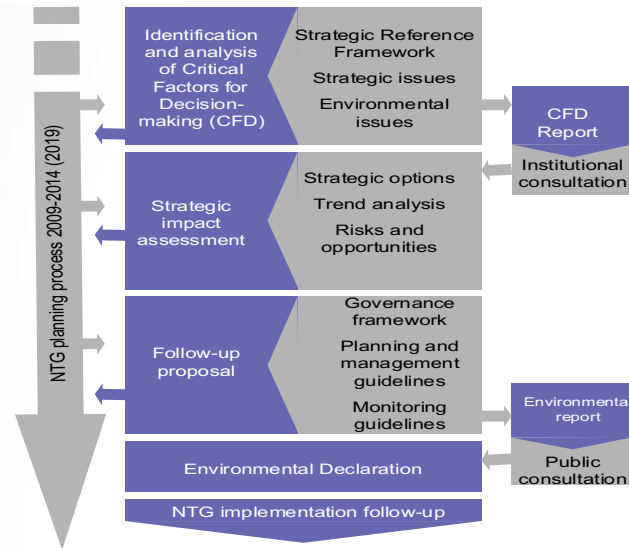 NTG planning process 2009-2014 (2019)
Identification
and analysis
of Critical
Factors for
Decision-
making (CFD)
Strategic Reference
Framework
Strategic issues
Environmental
issues
CFD
Report
Institutional
consultation
Strategic
impact
assessment
Strategic options
Trend analysis
Risks and
opportunities
Follow-up
proposal
Governance
framework
Planning and
management
guidelines
Monitoring
guidelines
Environmental
report
Public
consultation
Environmental Declaration
NTG implementation follow-up